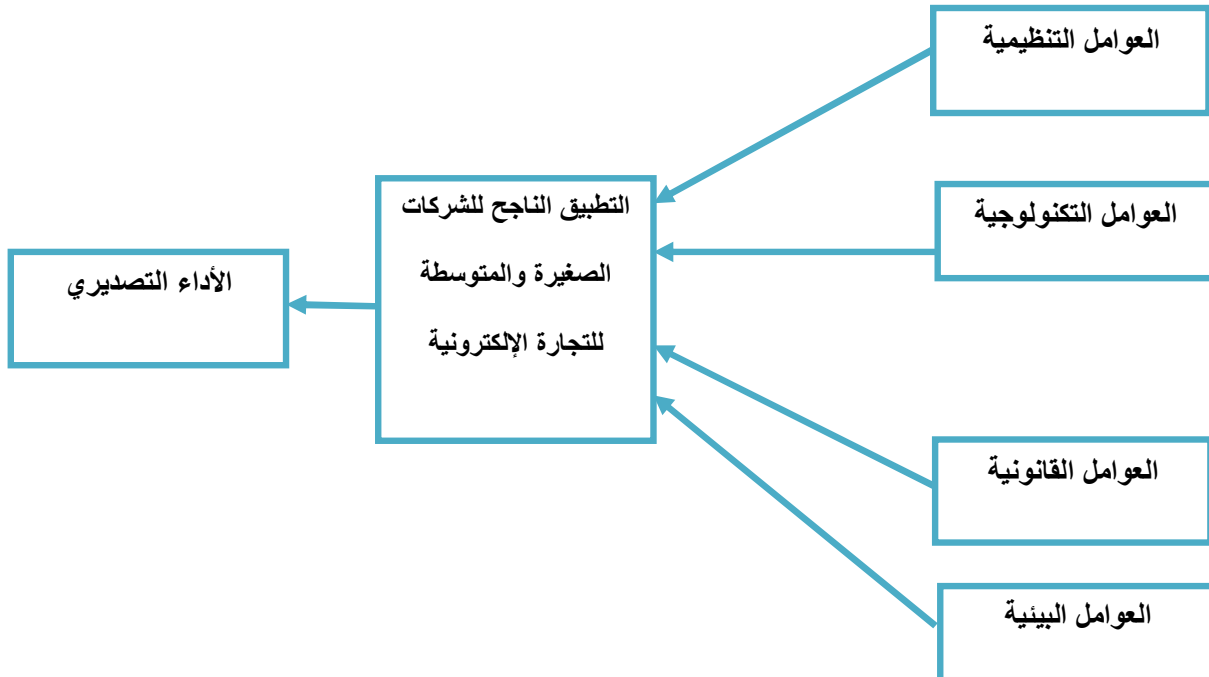 العوامل التنظيمية
العوامل التكنولوجية
العوامل القانونية
العوامل البيئية
التطبيق الناجح للشركات
الصغيرة والمتوسطة
للتجارة الإلكترونية
الأداء التصديري